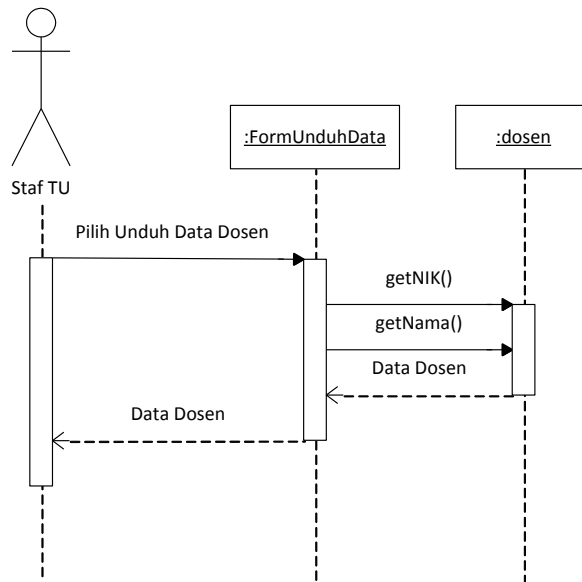 :FormUnduhData
:dosen
Staf TU
Pilih Unduh Data Dosen
getNIK()
getNama()
Data Dosen
Data Dosen